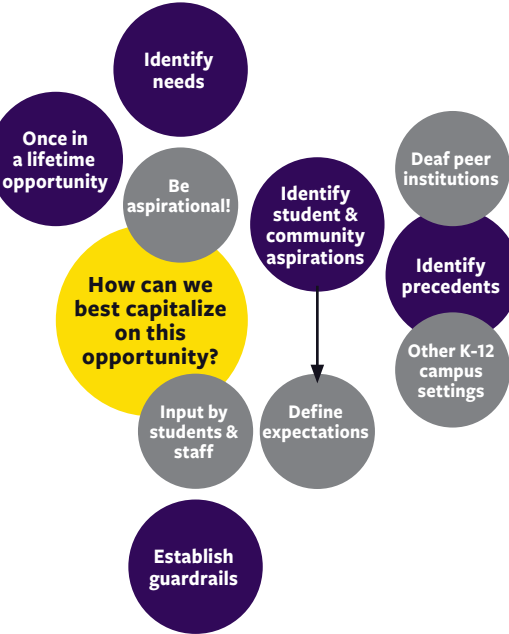 Identify
needs
Once in
a lifetime
opportunity
Be
aspirational!
How can we
best capitalize
on this
opportunity?
Input by
students &
staff
Establish
guardrails
Identify
student &
community
aspirations
Define
expectations
Deaf peer
institutions
Identify
precedents
Other K-12
campus
settings